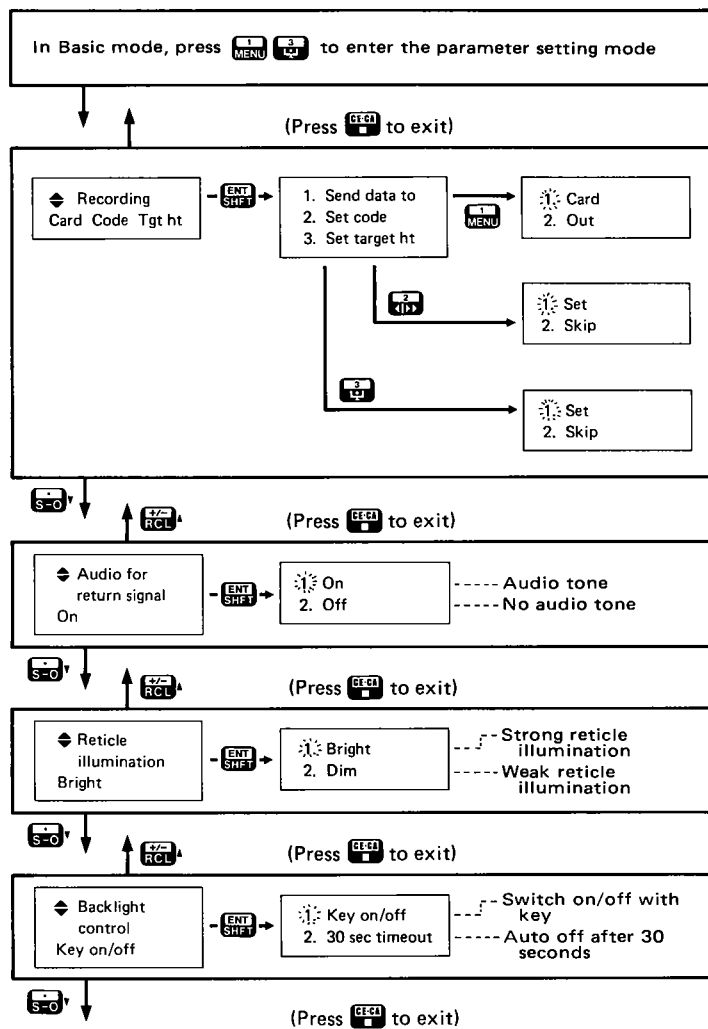 In Basic mode, press 1 MENU 3 to enter the parameter setting mode
(Press CE·CA to exit)
Recording
Card Code Tgt ht
ENT SHFT
1. Send data to
2. Set code
3. Set target ht
1 MENU
1. Card
2. Out
2
1. Set
2. Skip
3
1. Set
2. Skip
· S-O
+/- RCL
(Press CE·CA to exit)
Audio for
return signal
On
ENT SHFT
1. On
2. Off
Audio tone
No audio tone
· S-O
+/- RCL
(Press CE·CA to exit)
Reticle
illumination
Bright
ENT SHFT
1. Bright
2. Dim
Strong reticle
illumination
Weak reticle
illumination
· S-O
+/- RCL
(Press CE·CA to exit)
Backlight
control
Key on/off
ENT SHFT
1. Key on/off
2. 30 sec timeout
Switch on/off with
key
Auto off after 30
seconds
· S-O
(Press CE·CA to exit)